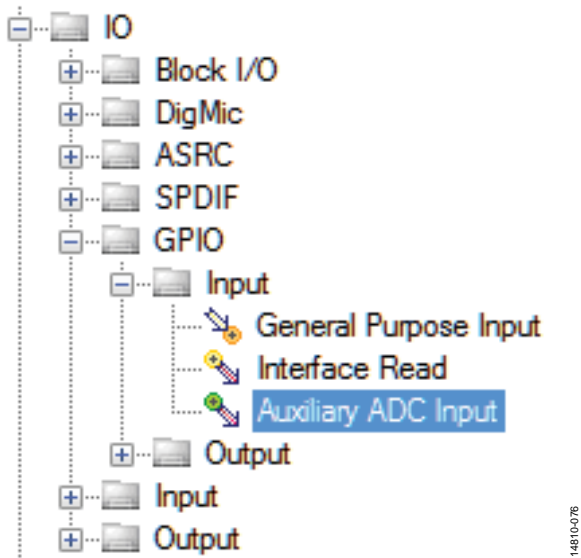 IO
Block I/O
DigMic
ASRC
SPDIF
GPIO
Input
General Purpose Input
Interface Read
Auxiliary ADC Input
Output
Input
Output
14810-076